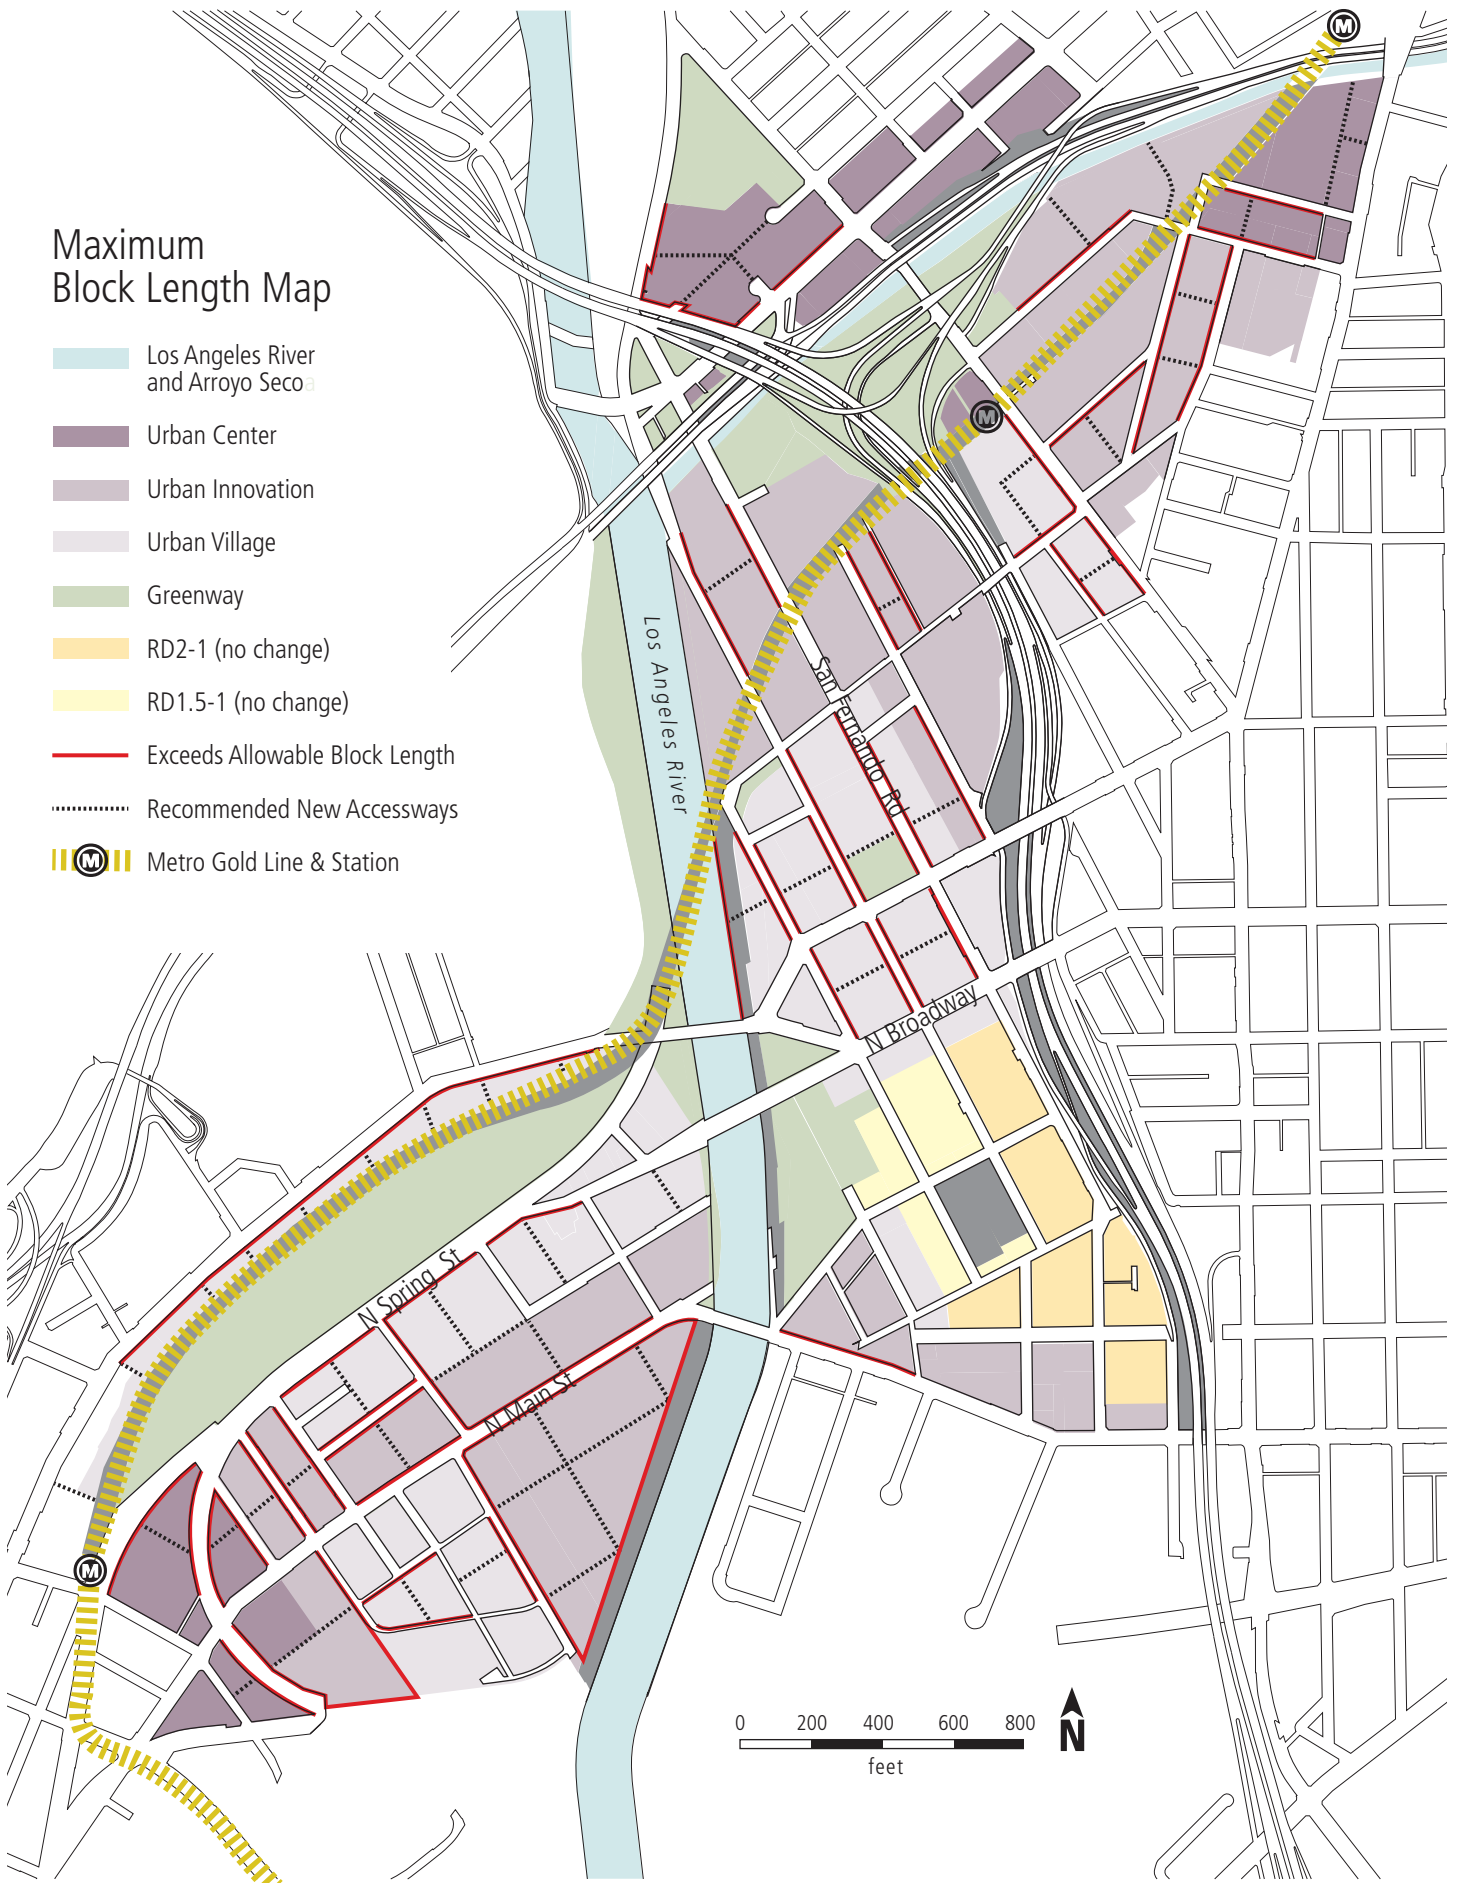 Maximum
Block Length Map
Los Angeles River
and Arroyo Secoa
Urban Center
Urban Innovation
Urban Village
Greenway
RD2-1 (no change)
RD1.5-1 (no change)
Exceeds Allowable Block Length
Recommended New Accessways
M
Metro Gold Line & Station
M
M
Los Angeles River
San Fernando Rd
N Broadway
N Spring St
N Main St
M
0 200 400 600 800
feet
N